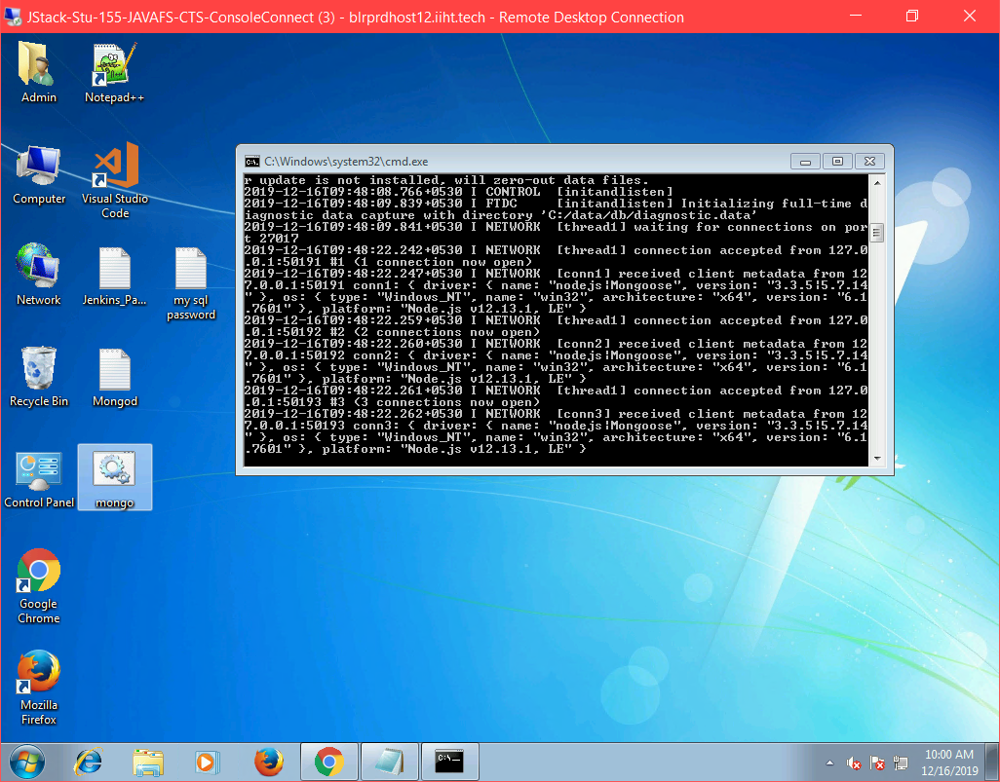 JStack-Stu-155-JAVAFS-CTS-ConsoleConnect (3) - blrprdhost12.iiht.tech - Remote Desktop Connection
Admin
Notepad++
Computer
Visual Studio
Code
Network
Jenkins_Pa...
my sql
password
Recycle Bin
Mongod
Control Panel
mongo
Google
Chrome
Mozilla
Firefox
C:\Windows\system32\cmd.exe
r update is not installed, will zero-out data files.
2019-12-16T09:48:08.766+0530 I CONTROL  [initandlisten]
2019-12-16T09:48:09.839+0530 I FTDC     [initandlisten] Initializing full-time d
iagnostic data capture with directory 'C:/data/db/diagnostic.data'
2019-12-16T09:48:09.841+0530 I NETWORK  [thread1] waiting for connections on por
t 27017
2019-12-16T09:48:22.242+0530 I NETWORK  [thread1] connection accepted from 127.0
.0.1:50191 #1 (1 connection now open)
2019-12-16T09:48:22.247+0530 I NETWORK  [conn1] received client metadata from 12
7.0.0.1:50191 conn1: { driver: { name: "nodejs|Mongoose", version: "3.3.5|5.7.14
" }, os: { type: "Windows_NT", name: "win32", architecture: "x64", version: "6.1
.7601" }, platform: "Node.js v12.13.1, LE" }
2019-12-16T09:48:22.259+0530 I NETWORK  [thread1] connection accepted from 127.0
.0.1:50192 #2 (2 connections now open)
2019-12-16T09:48:22.260+0530 I NETWORK  [conn2] received client metadata from 12
7.0.0.1:50192 conn2: { driver: { name: "nodejs|Mongoose", version: "3.3.5|5.7.14
" }, os: { type: "Windows_NT", name: "win32", architecture: "x64", version: "6.1
.7601" }, platform: "Node.js v12.13.1, LE" }
2019-12-16T09:48:22.261+0530 I NETWORK  [thread1] connection accepted from 127.0
.0.1:50193 #3 (3 connections now open)
2019-12-16T09:48:22.262+0530 I NETWORK  [conn3] received client metadata from 12
7.0.0.1:50193 conn3: { driver: { name: "nodejs|Mongoose", version: "3.3.5|5.7.14
" }, os: { type: "Windows_NT", name: "win32", architecture: "x64", version: "6.1
.7601" }, platform: "Node.js v12.13.1, LE" }
10:00 AM
12/16/2019